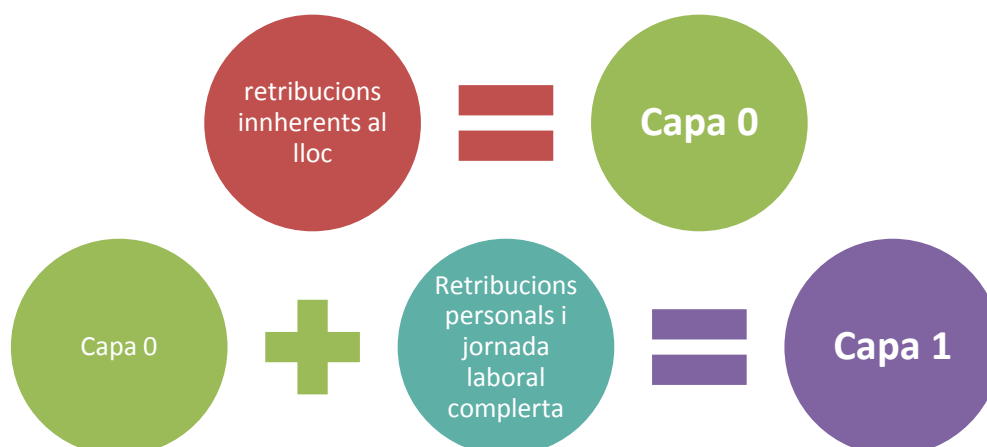 retribucions
innherents al
lloc
Capa 0
Capa 0
Retribucions
personals i
jornada
laboral
complerta
Capa 1